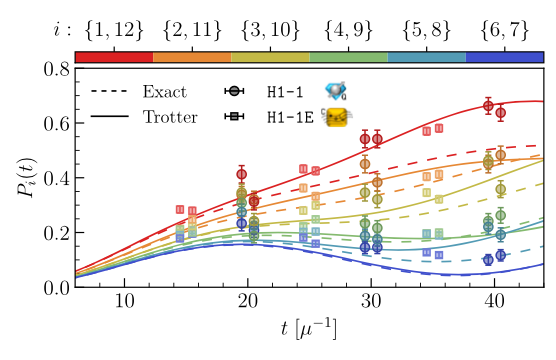 i : {1, 12} {2, 11} {3, 10} {4, 9} {5, 8} {6, 7}
0.8
Exact H1-1
Trotter H1-1E
0.6
0.4
0.2
0.0
P_i(t)
10 20 30 40
t [μ⁻¹]